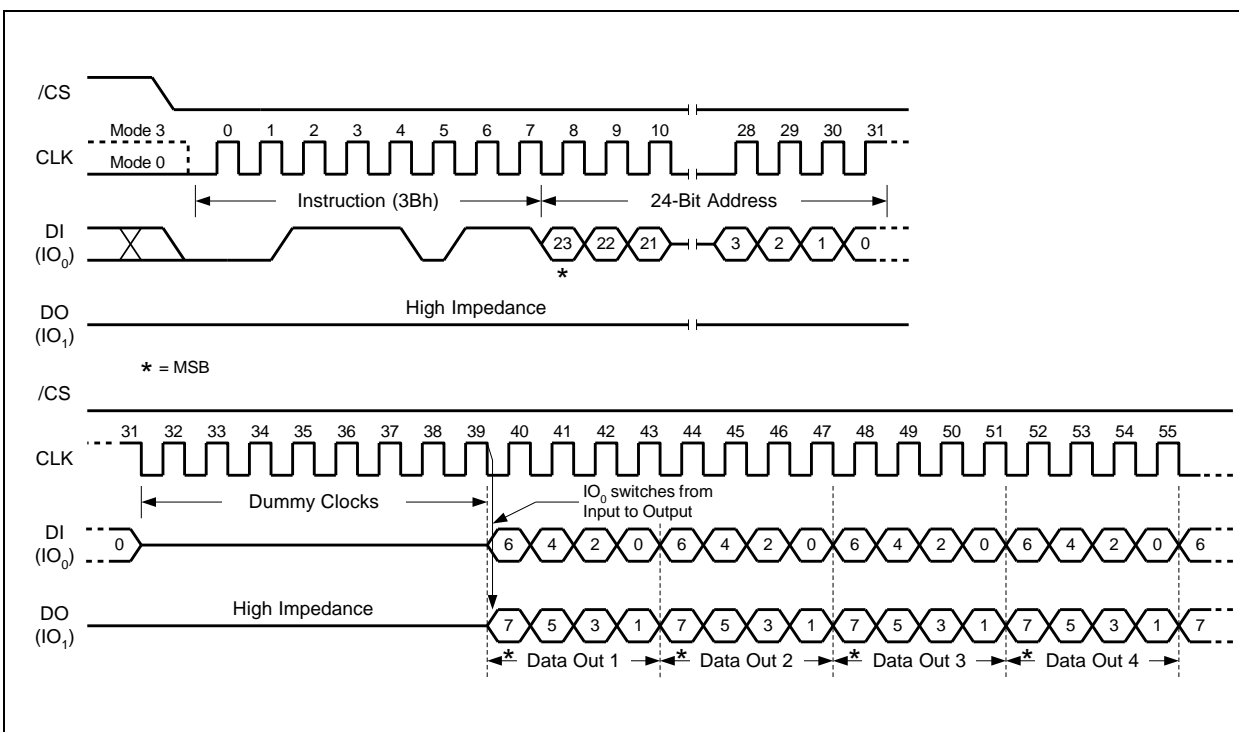 /CS
Mode 3 0 1 2 3 4 5 6 7 8 9 10 28 29 30 31
CLK Mode 0
Instruction (3Bh) 24-Bit Address
DI
(IO0) 23 22 21 3 2 1 0
*
High Impedance
DO
(IO1)
* = MSB
/CS
31 32 33 34 35 36 37 38 39 40 41 42 43 44 45 46 47 48 49 50 51 52 53 54 55
CLK
Dummy Clocks
IO0 switches from
Input to Output
DI
(IO0) 0 6 4 2 0 6 4 2 0 6 4 2 0 6 4 2 0 6
High Impedance
DO
(IO1) 7 5 3 1 7 5 3 1 7 5 3 1 7 5 3 1 7
* Data Out 1 * Data Out 2 * Data Out 3 * Data Out 4